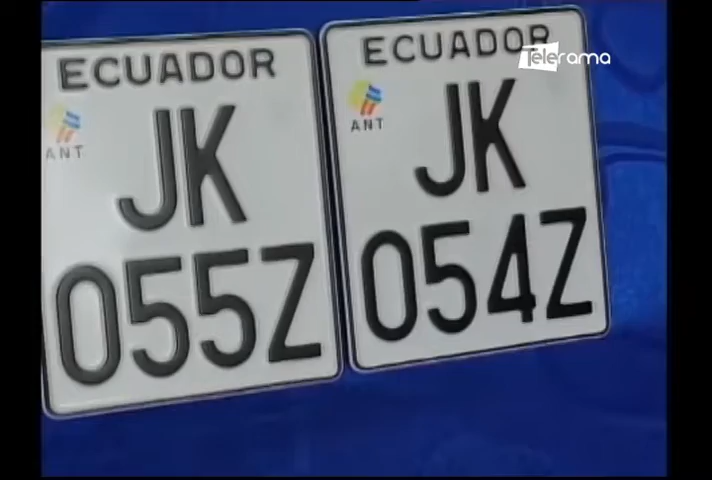 ECUADOR
ANT
JK
055Z
ECUADOR
ANT
JK
054Z
Telerama